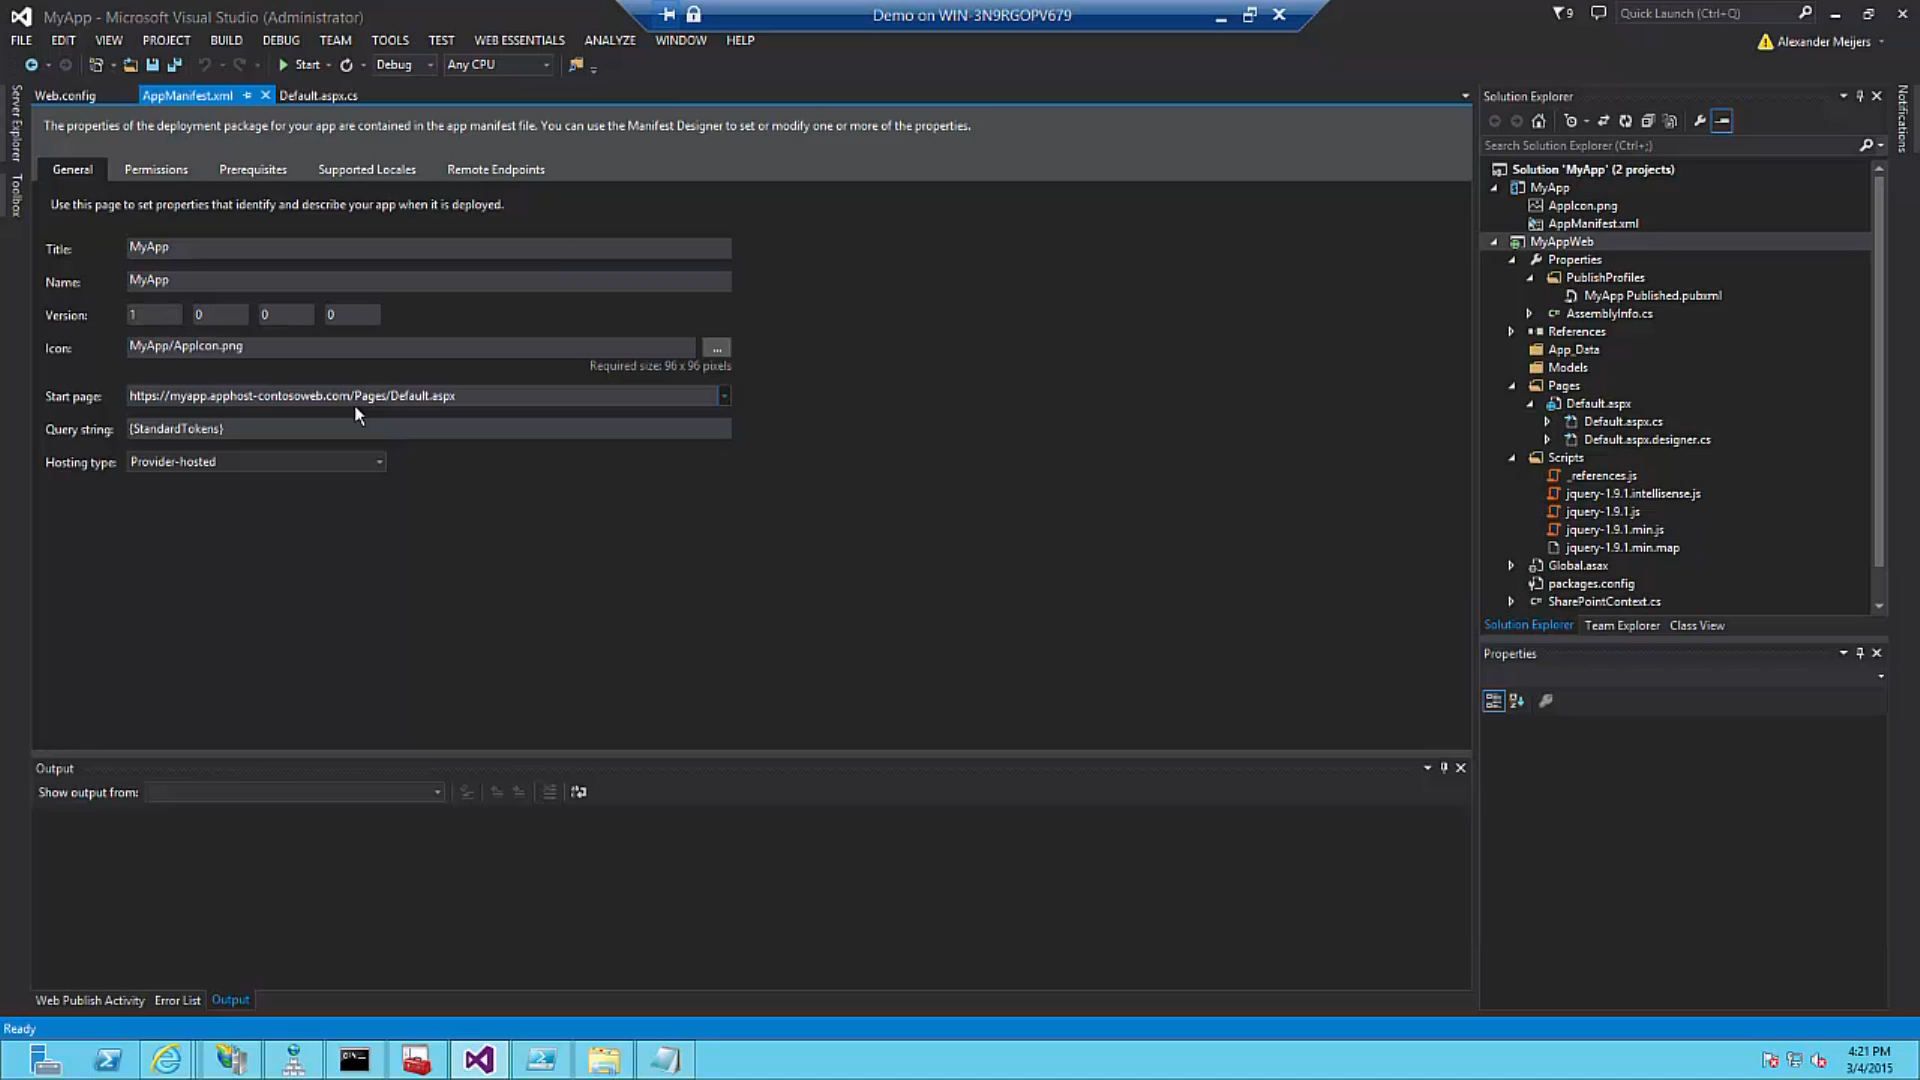 MyApp - Microsoft Visual Studio (Administrator)
Demo on WIN-3N9RGOPV679
9
Quick Launch (Ctrl+Q)
FILE EDIT VIEW PROJECT BUILD DEBUG TEAM TOOLS TEST WEB ESSENTIALS ANALYZE WINDOW HELP
Alexander Meijers
Start Debug Any CPU
Server Explorer
Toolbox
Web.config AppManifest.xml Default.aspx.cs
The properties of the deployment package for your app are contained in the app manifest file. You can use the Manifest Designer to set or modify one or more of the properties.
General Permissions Prerequisites Supported Locales Remote Endpoints
Use this page to set properties that identify and describe your app when it is deployed.
Title: MyApp
Name: MyApp
Version: 1 0 0 0
Icon: MyApp/AppIcon.png ...
Required size: 96 x 96 pixels
Start page: https://myapp.apphost-contosoweb.com/Pages/Default.aspx
Query string: {StandardTokens}
Hosting type: Provider-hosted
Output
Show output from:
Web Publish Activity Error List Output
Solution Explorer
Search Solution Explorer (Ctrl+;)
Solution 'MyApp' (2 projects)
MyApp
AppIcon.png
AppManifest.xml
MyAppWeb
Properties
PublishProfiles
MyApp Published.pubxml
AssemblyInfo.cs
References
App_Data
Models
Pages
Default.aspx
Default.aspx.cs
Default.aspx.designer.cs
Scripts
_references.js
jquery-1.9.1.intellisense.js
jquery-1.9.1.js
jquery-1.9.1.min.js
jquery-1.9.1.min.map
Global.asax
packages.config
SharePointContext.cs
Solution Explorer Team Explorer Class View
Properties
Notifications
Ready
4:21 PM
3/4/2015